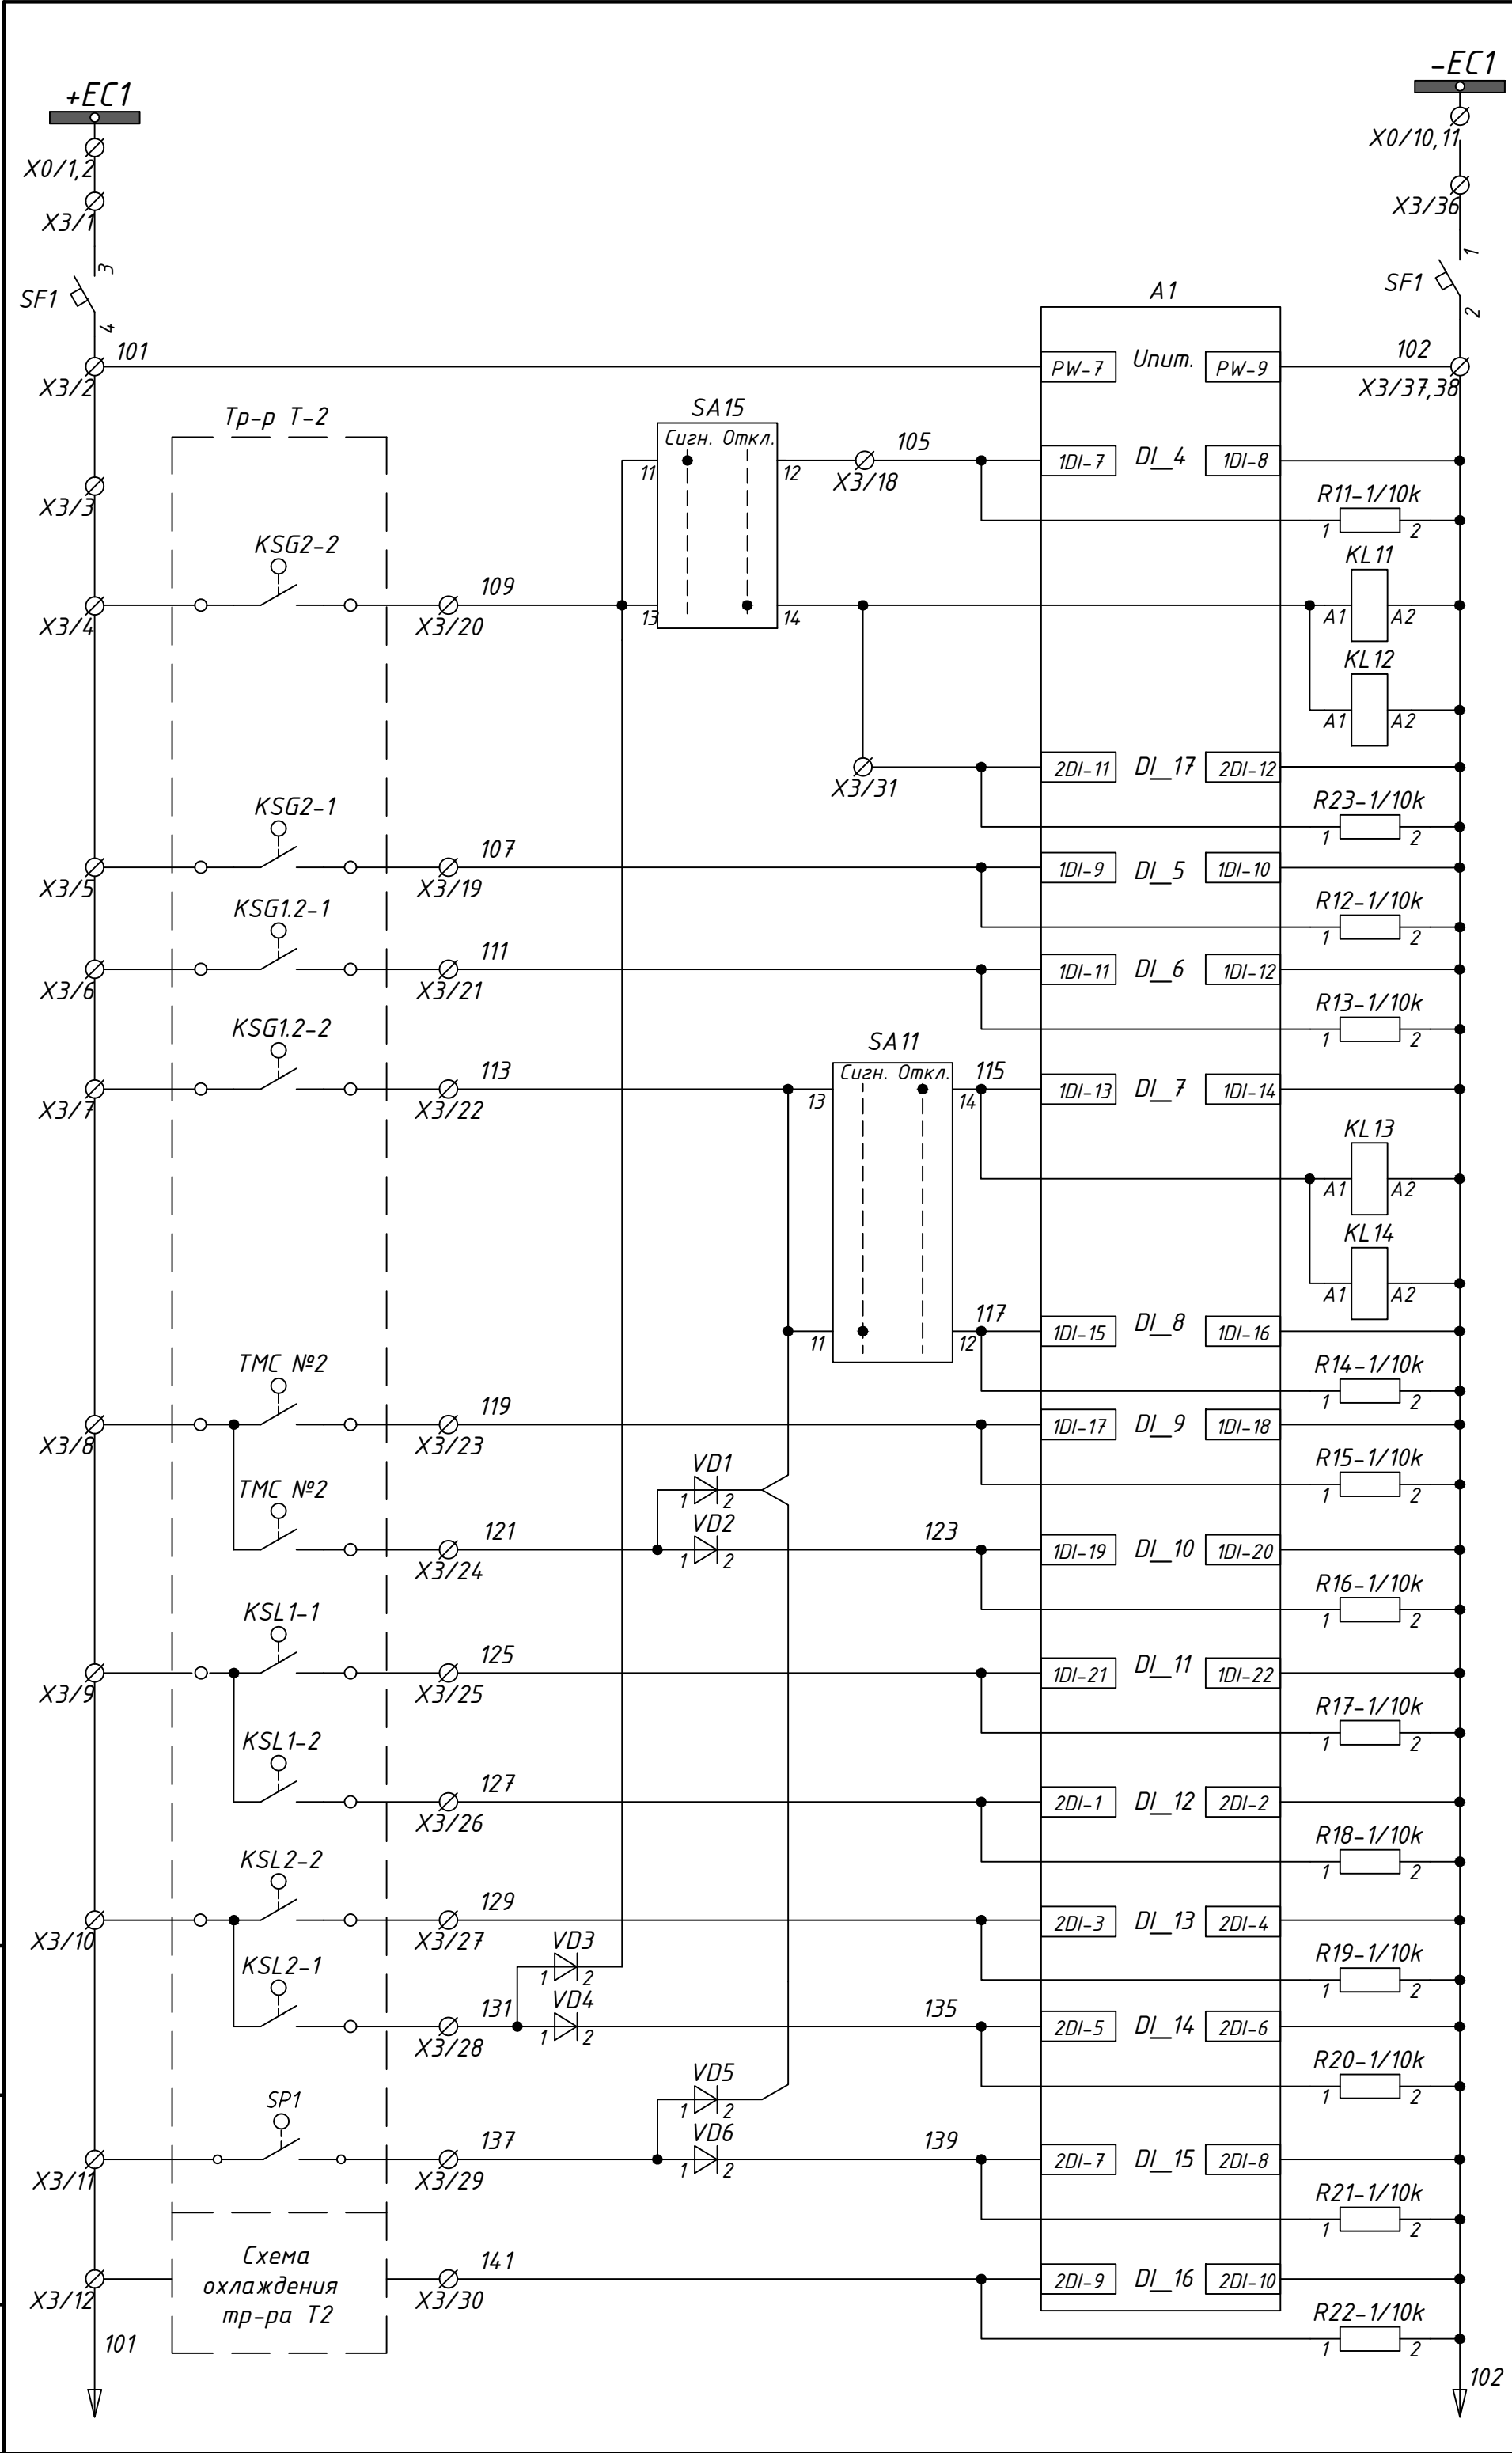 +EC1
-EC1
X0/1,2
X0/10,11
X3/1
X3/36
3
1
SF1
SF1
4
2
A1
101
PW-7
Uпит.
PW-9
102
X3/2
X3/37,38
Тр-р Т-2
SA15
Сигн. Откл.
105
11
12
X3/18
1DI-7
DI_4
1DI-8
X3/3
R11-1/10k
1
2
KSG2-2
KL11
109
X3/4
X3/20
13
14
A1
A2
KL12
A1
A2
X3/31
2DI-11
DI_17
2DI-12
R23-1/10k
1
2
KSG2-1
107
X3/5
X3/19
1DI-9
DI_5
1DI-10
R12-1/10k
1
2
KSG1.2-1
111
X3/6
X3/21
1DI-11
DI_6
1DI-12
R13-1/10k
1
2
KSG1.2-2
SA11
Сигн. Откл.
113
115
X3/7
X3/22
13
14
1DI-13
DI_7
1DI-14
KL13
A1
A2
KL14
A1
A2
117
11
12
1DI-15
DI_8
1DI-16
R14-1/10k
1
2
ТМС №2
119
X3/8
X3/23
1DI-17
DI_9
1DI-18
R15-1/10k
1
2
VD1
1
2
ТМС №2
121
X3/24
VD2
1
2
123
1DI-19
DI_10
1DI-20
R16-1/10k
1
2
KSL1-1
125
X3/9
X3/25
1DI-21
DI_11
1DI-22
R17-1/10k
1
2
KSL1-2
127
X3/26
2DI-1
DI_12
2DI-2
R18-1/10k
1
2
KSL2-2
129
X3/10
X3/27
2DI-3
DI_13
2DI-4
R19-1/10k
1
2
VD3
1
2
KSL2-1
131
X3/28
VD4
1
2
135
2DI-5
DI_14
2DI-6
R20-1/10k
1
2
VD5
1
2
SP1
137
X3/11
X3/29
VD6
1
2
139
2DI-7
DI_15
2DI-8
R21-1/10k
1
2
Схема
охлаждения
тр-ра Т2
141
X3/12
X3/30
2DI-9
DI_16
2DI-10
R22-1/10k
1
2
101
102